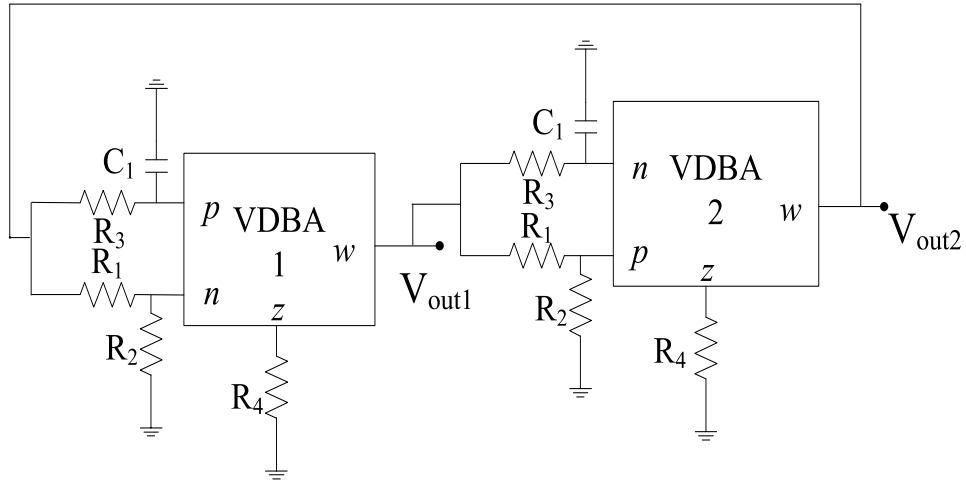 C₁
R₃
R₁
R₂
p
n
VDBA
1
w
z
R₄
Vout1
C₁
R₃
R₁
R₂
n
p
VDBA
2
w
z
R₄
Vout2